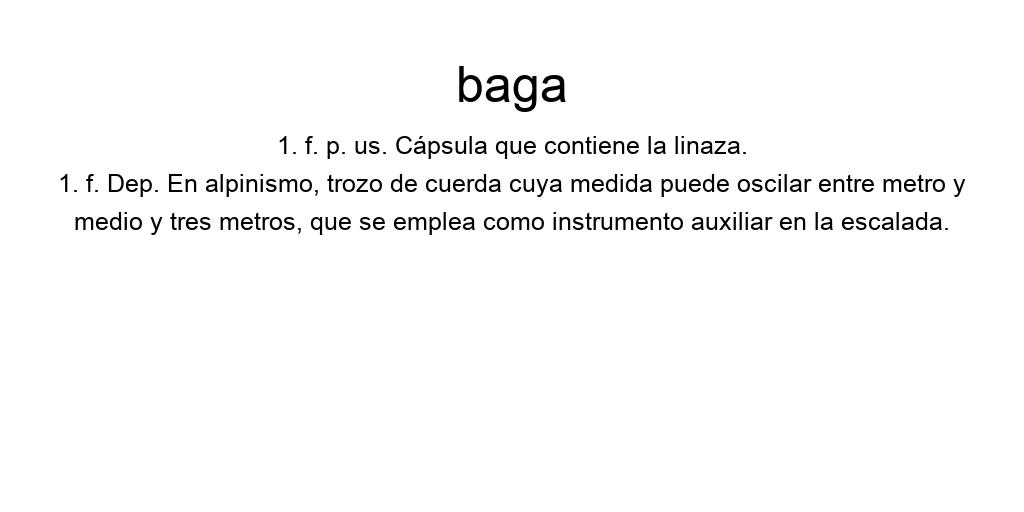 baga
1. f. p. us. Cápsula que contiene la linaza.
1. f. Dep. En alpinismo, trozo de cuerda cuya medida puede oscilar entre metro y
medio y tres metros, que se emplea como instrumento auxiliar en la escalada.